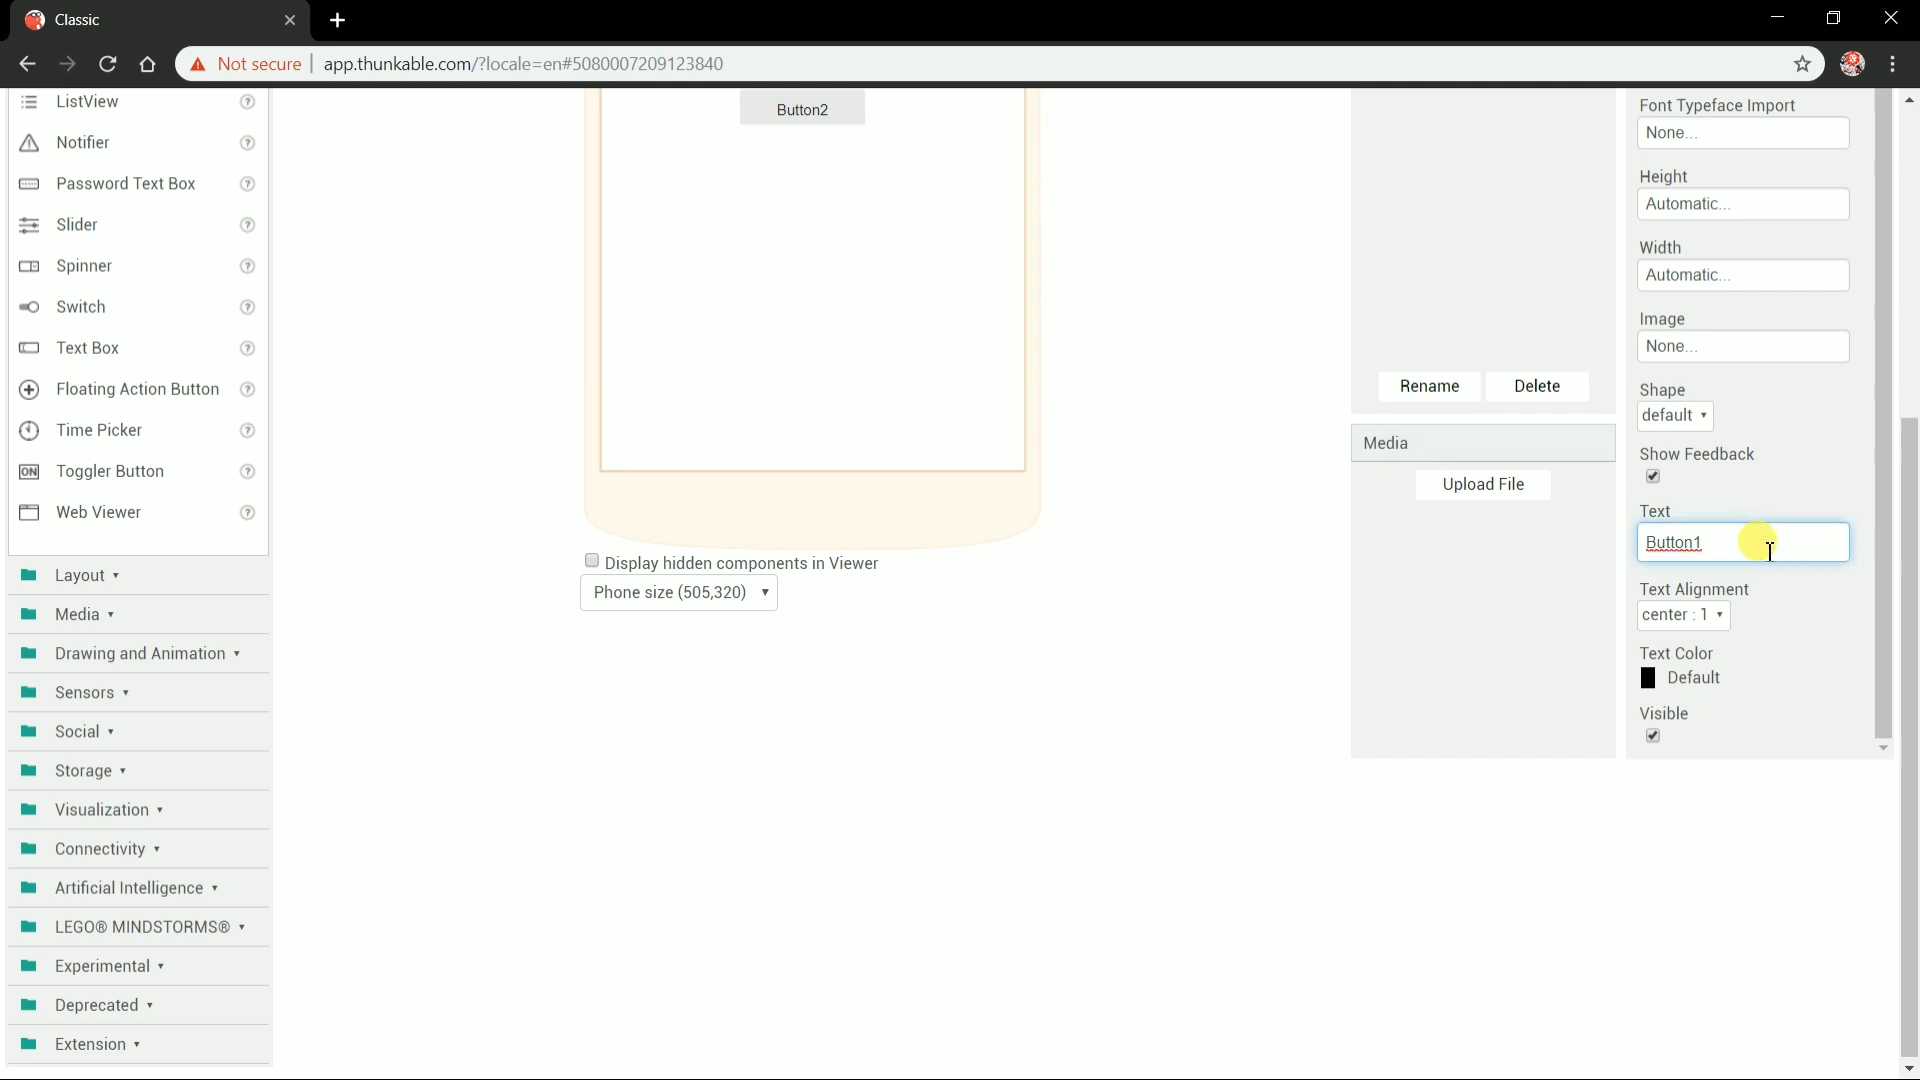 Classic
Not secure
app.thunkable.com/?locale=en#5080007209123840
ListView
Notifier
Password Text Box
Slider
Spinner
Switch
Text Box
Floating Action Button
Time Picker
ON
Toggler Button
Web Viewer
Layout
Media
Drawing and Animation
Sensors
Social
Storage
Visualization
Connectivity
Artificial Intelligence
LEGO® MINDSTORMS®
Experimental
Deprecated
Extension
Button2
Display hidden components in Viewer
Phone size (505,320)
Rename
Delete
Media
Upload File
Font Typeface Import
None...
Height
Automatic...
Width
Automatic...
Image
None...
Shape
default
Show Feedback
Text
Button1
Text Alignment
center : 1
Text Color
Default
Visible